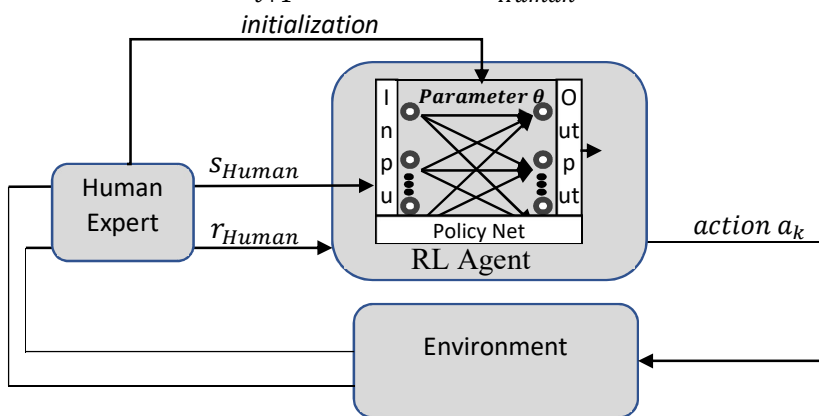 initialization
Parameter θ
I
n
p
u
O
ut
p
ut
s_Human
Human
Expert
r_Human
Policy Net
RL Agent
action a_k
Environment